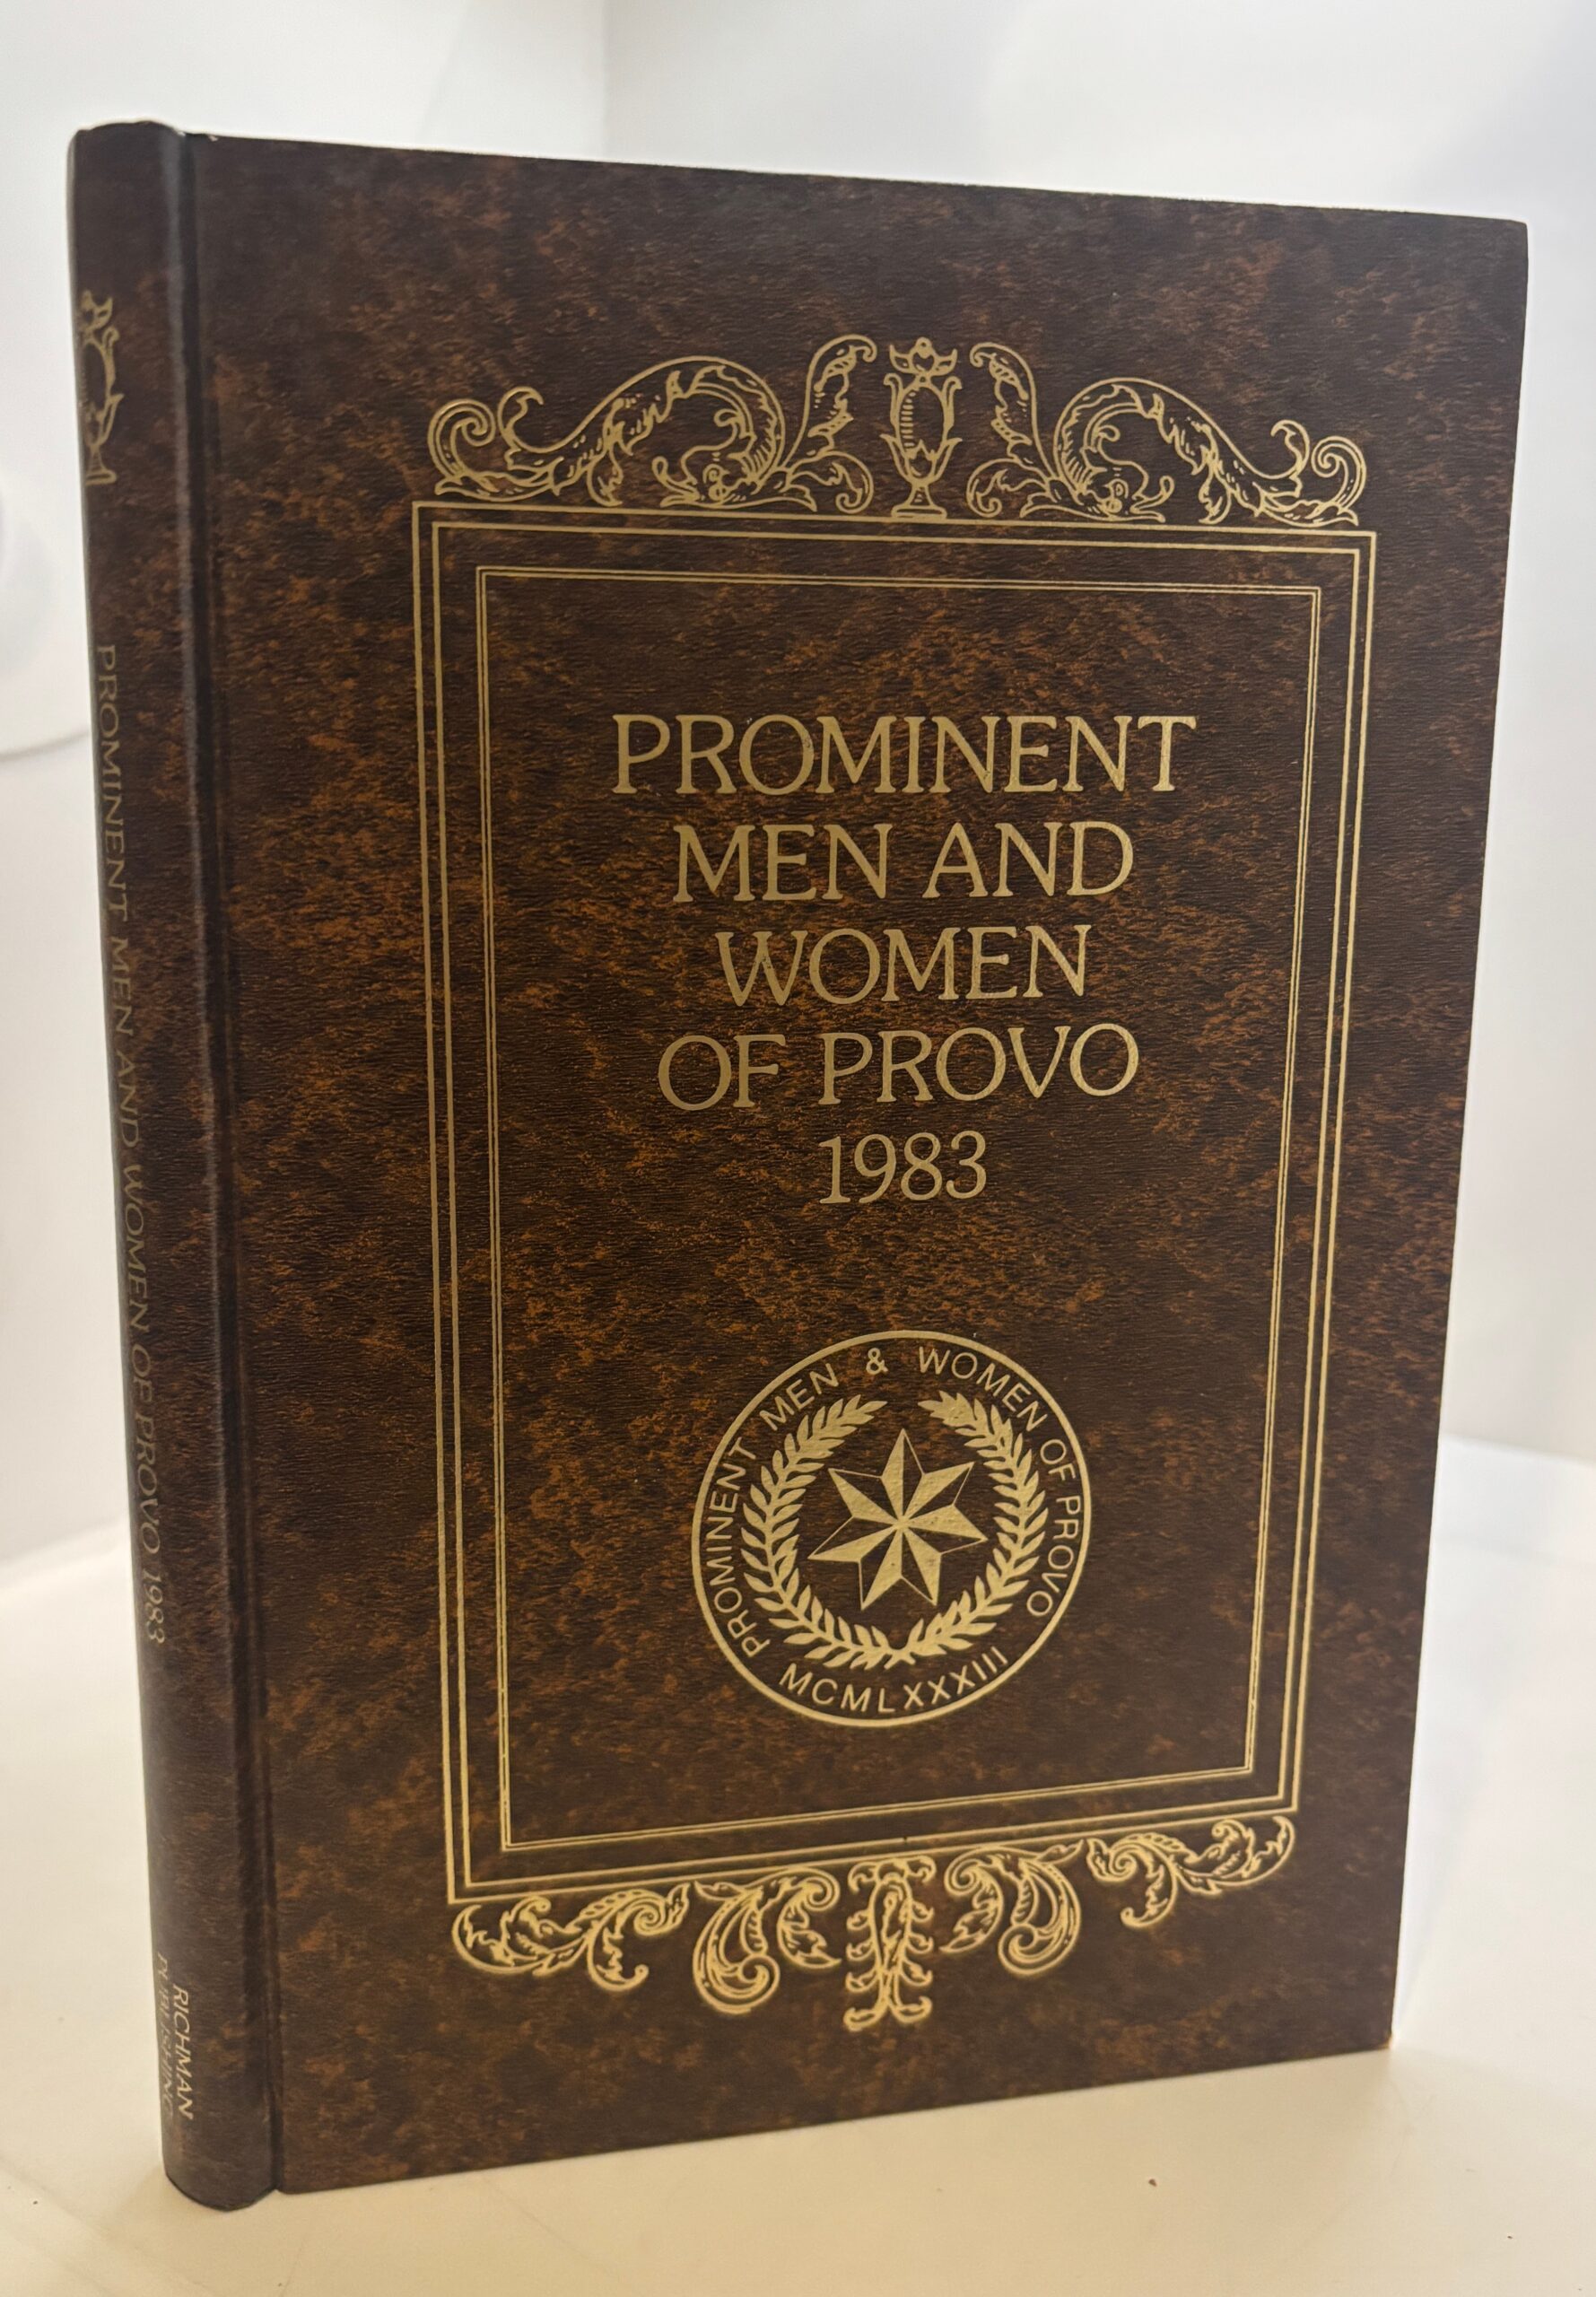 PROMINENT MEN AND WOMEN OF PROVO 1983
RICHMAN
PUBLISHING
PROMINENT
MEN AND
WOMEN
OF PROVO
1983
PROMINENT MEN & WOMEN OF PROVO
MCMLXXXIII